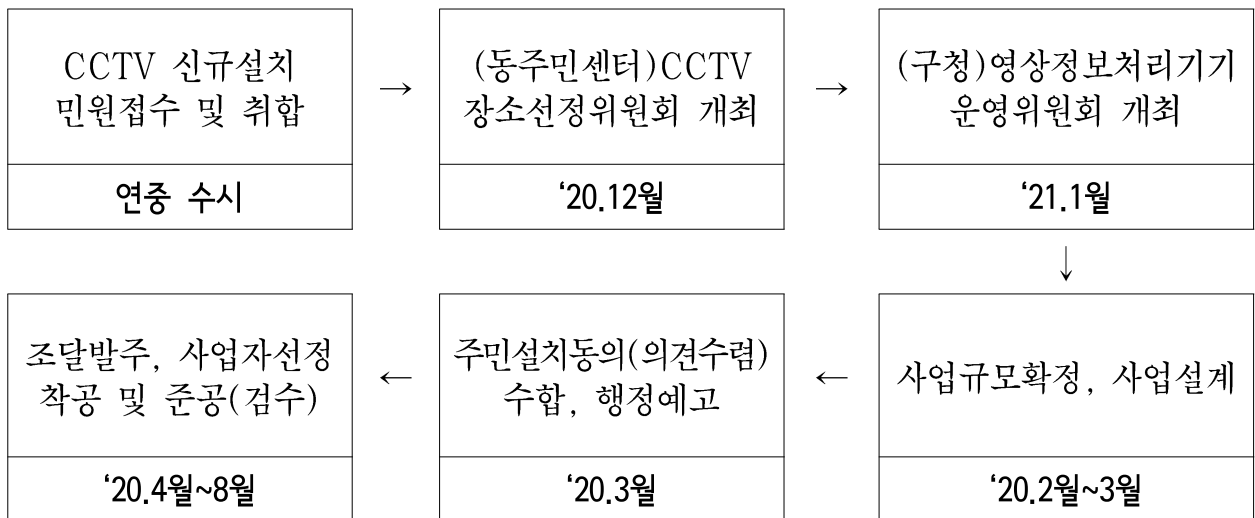 CCTV 신규설치
민원접수 및 취합
연중 수시
→
(동주민센터)CCTV
장소선정위원회 개최
‘20.12월
→
(구청)영상정보처리기기
운영위원회 개최
‘21.1월
↓
사업규모확정, 사업설계
‘20.2월~3월
←
주민설치동의(의견수렴)
수합, 행정예고
‘20.3월
←
조달발주, 사업자선정
착공 및 준공(검수)
‘20.4월~8월